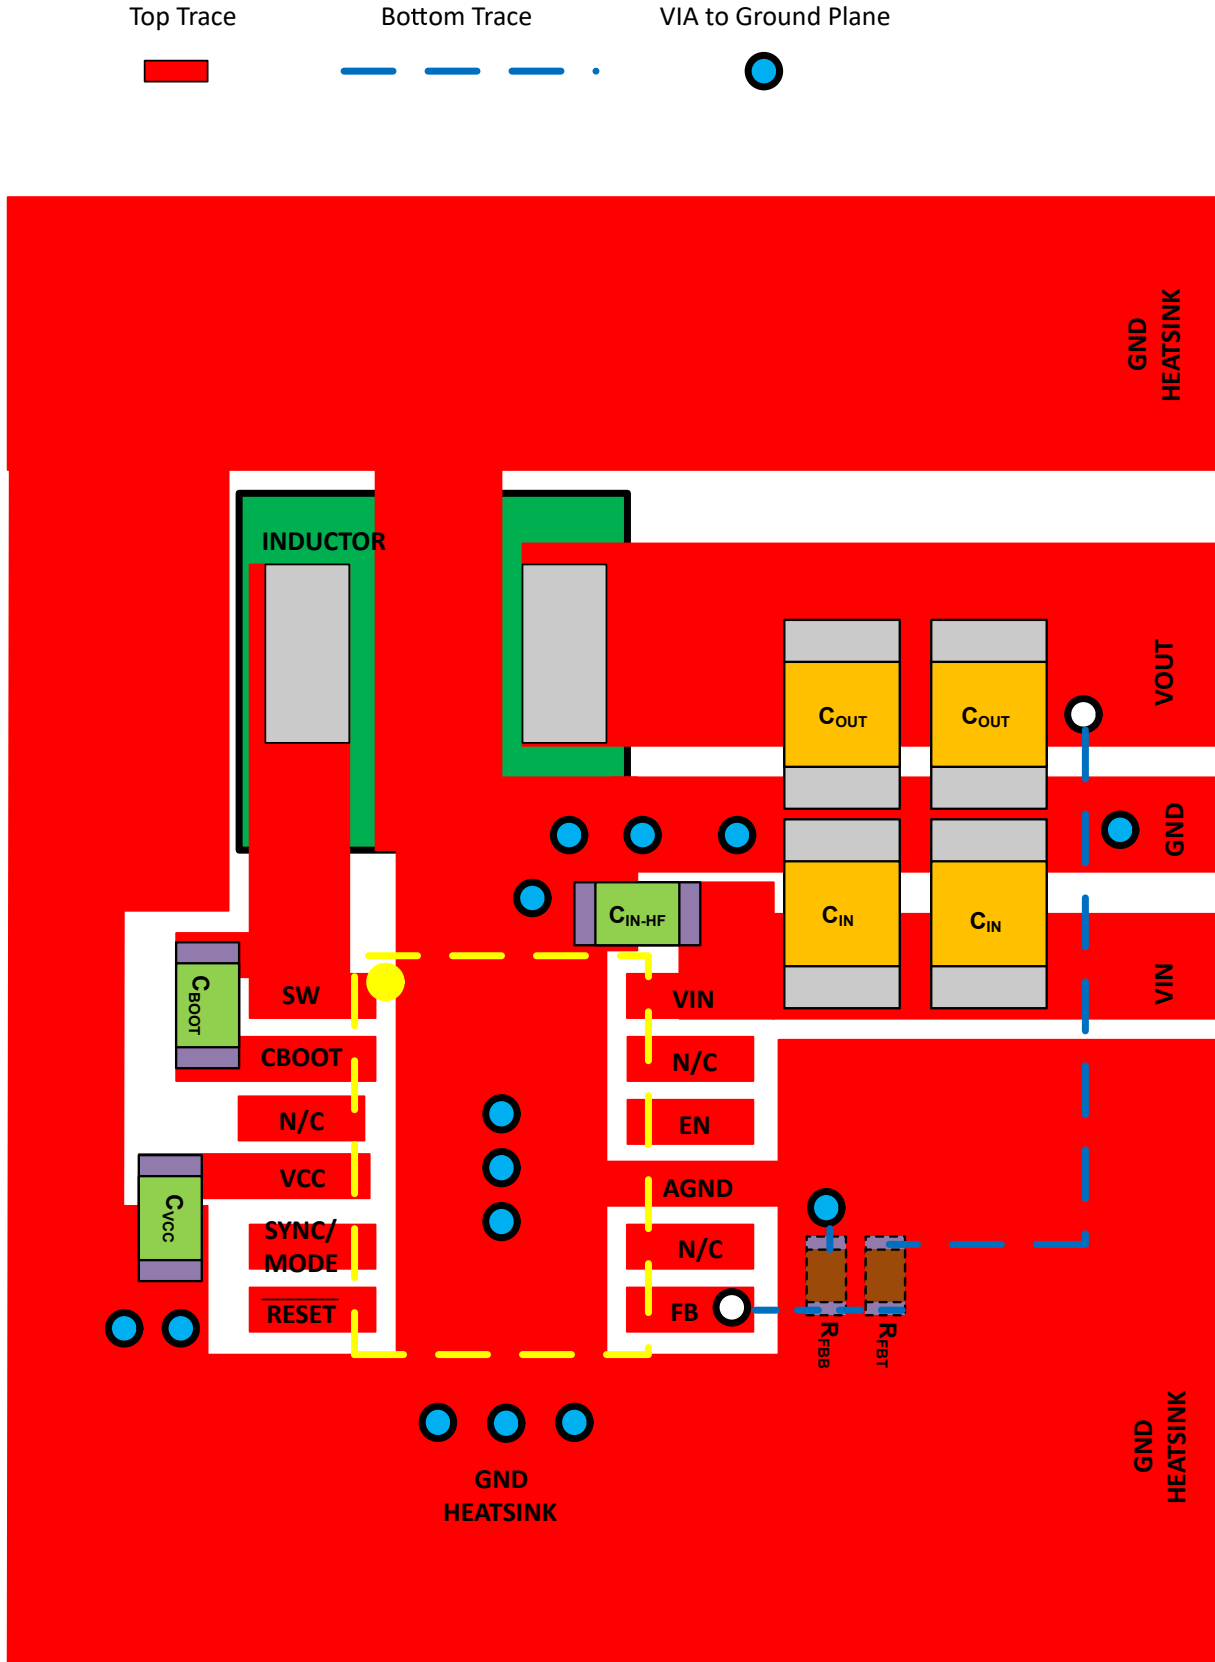 Top Trace
Bottom Trace
VIA to Ground Plane
GND
HEATSINK
INDUCTOR
VOUT
COUT
COUT
GND
CIN-HF
CIN
CIN
VIN
CBOOT
SW
VIN
CBOOT
N/C
N/C
EN
VCC
AGND
CVCC
SYNC/
MODE
N/C
RESET
FB
RFBB
RFBT
GND
HEATSINK
GND
HEATSINK